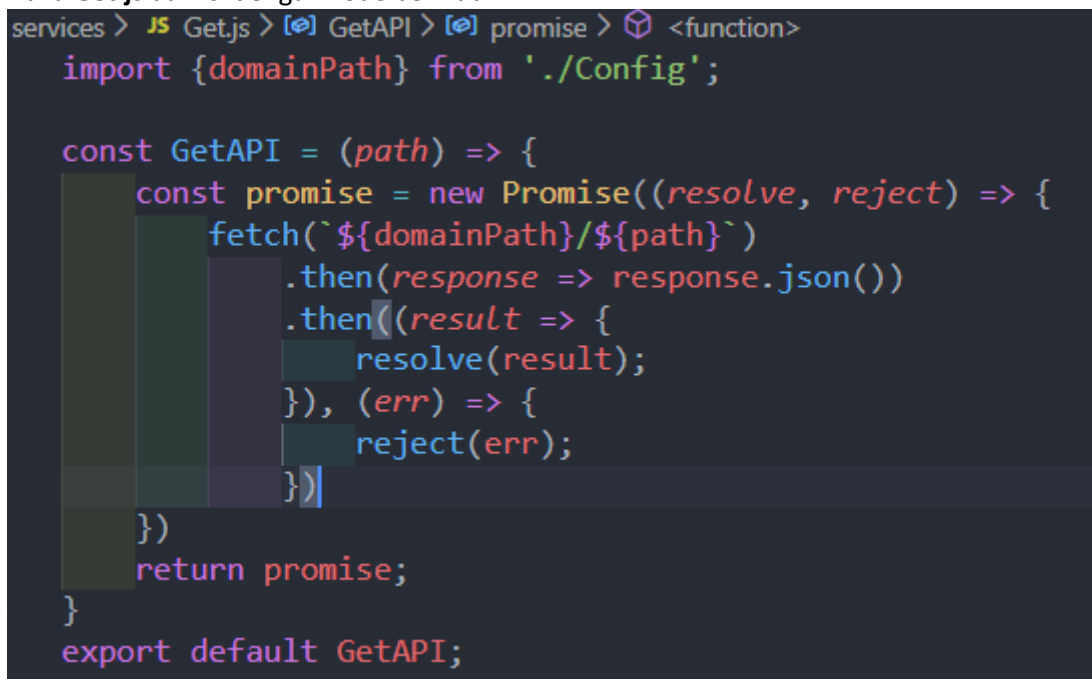 services > JS Get.js > GetAPI > promise > <function>
import {domainPath} from './Config';
const GetAPI = (path) => {
const promise = new Promise((resolve, reject) => {
fetch(`${domainPath}/${path}`)
.then(response => response.json())
.then((result => {
resolve(result);
}), (err) => {
reject(err);
})
})
return promise;
}
export default GetAPI;